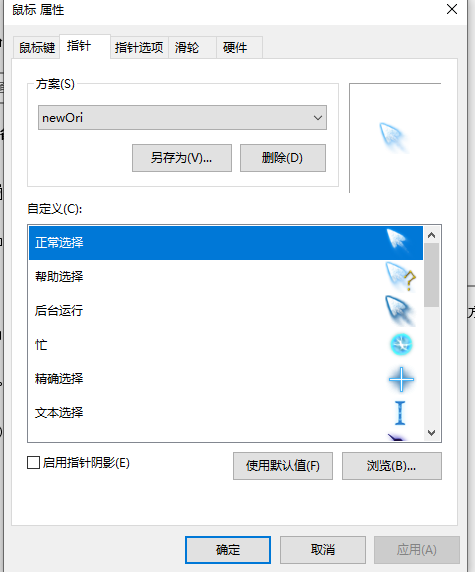 鼠标 属性
鼠标键 指针 指针选项 滑轮 硬件
方案(S)
newOri
另存为(V)... 删除(D)
自定义(C):
正常选择
帮助选择
后台运行
忙
精确选择
文本选择
启用指针阴影(E)
使用默认值(F) 浏览(B)...
确定 取消 应用(A)